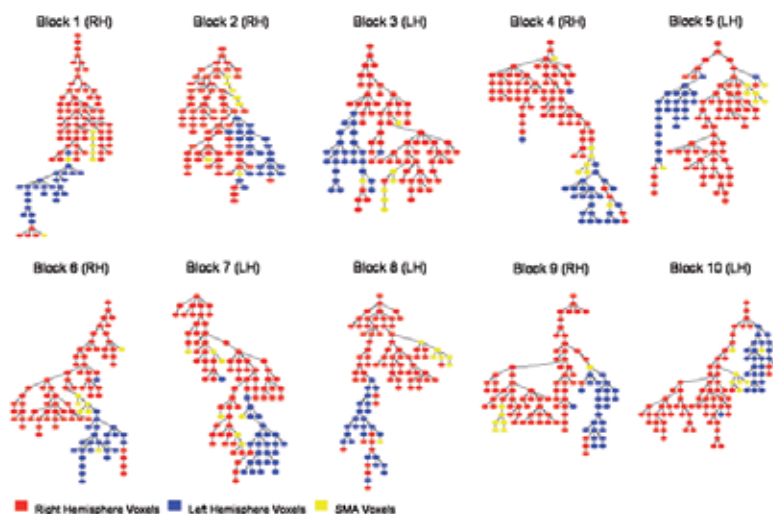 Block 1 (RH)
Block 2 (RH)
Block 3 (LH)
Block 4 (RH)
Block 5 (LH)
Block 6 (RH)
Block 7 (LH)
Block 8 (LH)
Block 9 (RH)
Block 10 (LH)
Right Hemisphere Voxels
Left Hemisphere Voxels
SMA Voxels